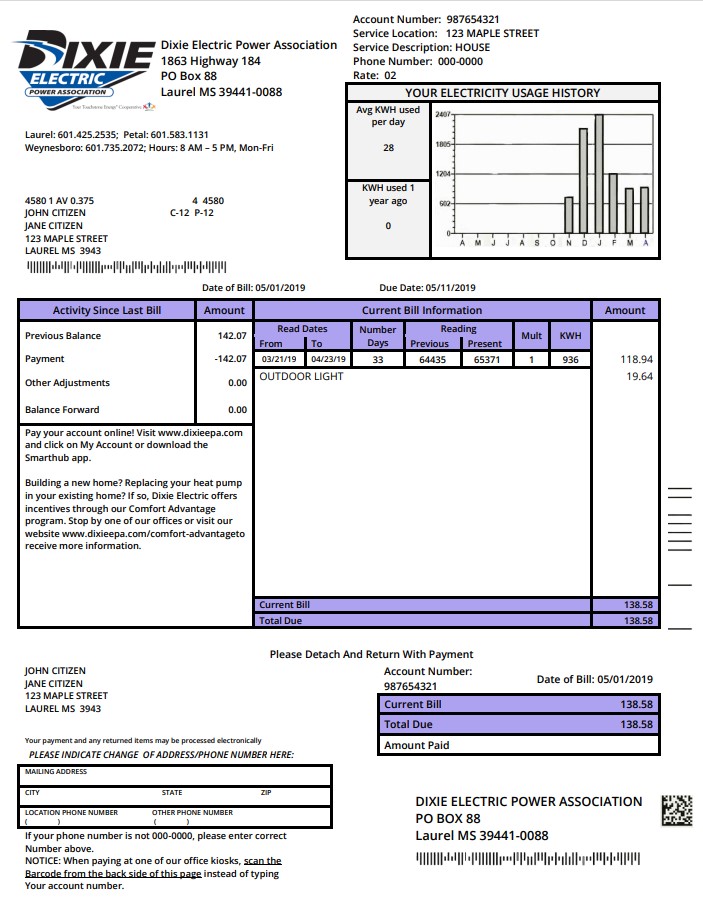 DIXIE
ELECTRIC
POWER ASSOCIATION
Your Touchstone Energy® Cooperative
Dixie Electric Power Association
1863 Highway 184
PO Box 88
Laurel MS 39441-0088
Account Number: 987654321
Service Location: 123 MAPLE STREET
Service Description: HOUSE
Phone Number: 000-0000
Rate: 02
YOUR ELECTRICITY USAGE HISTORY
Avg KWH used
per day
28
KWH used 1
year ago
0
2407
1805
1204
602
0
A M J J A S O N D J F M A
Laurel: 601.425.2535; Petal: 601.583.1131
Weynesboro: 601.735.2072; Hours: 8 AM – 5 PM, Mon-Fri
4580 1 AV 0.375 4 4580
JOHN CITIZEN C-12 P-12
JANE CITIZEN
123 MAPLE STREET
LAUREL MS 3943
Date of Bill: 05/01/2019 Due Date: 05/11/2019
Activity Since Last Bill Amount
Previous Balance 142.07
Payment -142.07
Other Adjustments 0.00
Balance Forward 0.00
Current Bill Information Amount
Read Dates Number Reading Mult KWH
From To Days Previous Present
03/21/19 04/23/19 33 64435 65371 1 936 118.94
OUTDOOR LIGHT 19.64
Pay your account online! Visit www.dixieepa.com
and click on My Account or download the
Smarthub app.
Building a new home? Replacing your heat pump
in your existing home? If so, Dixie Electric offers
incentives through our Comfort Advantage
program. Stop by one of our offices or visit our
website www.dixieepa.com/comfort-advantageto
receive more information.
Current Bill 138.58
Total Due 138.58
Please Detach And Return With Payment
JOHN CITIZEN
JANE CITIZEN
123 MAPLE STREET
LAUREL MS 3943
Account Number:
987654321
Date of Bill: 05/01/2019
Current Bill 138.58
Total Due 138.58
Amount Paid
Your payment and any returned items may be processed electronically
PLEASE INDICATE CHANGE OF ADDRESS/PHONE NUMBER HERE:
MAILING ADDRESS
CITY STATE ZIP
LOCATION PHONE NUMBER OTHER PHONE NUMBER
( ) ( )
If your phone number is not 000-0000, please enter correct
Number above.
NOTICE: When paying at one of our office kiosks, scan the
Barcode from the back side of this page instead of typing
Your account number.
DIXIE ELECTRIC POWER ASSOCIATION
PO BOX 88
Laurel MS 39441-0088